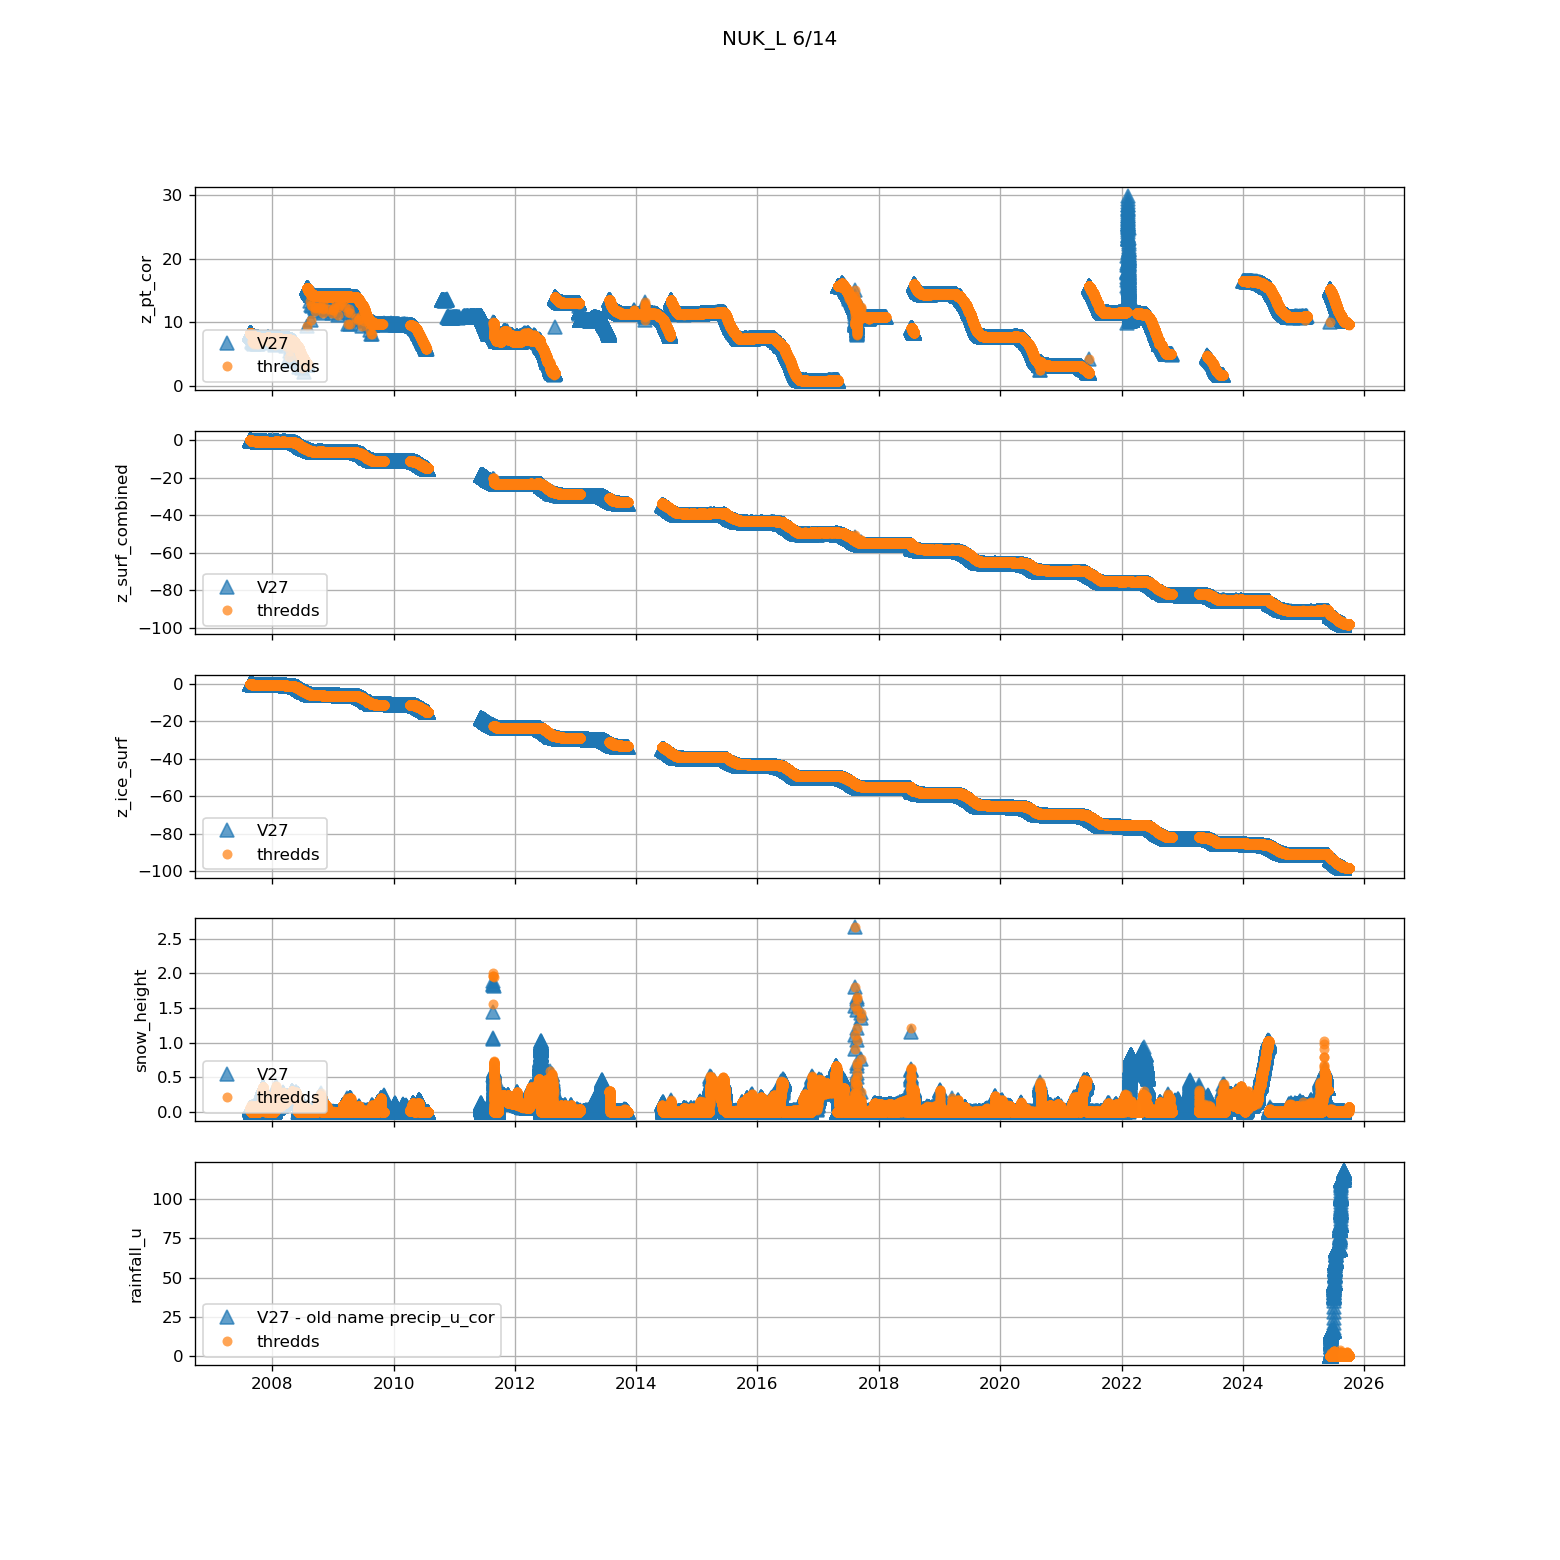 NUK_L 6/14
z_pt_cor
30
20
10
0
V27
thredds
z_surf_combined
0
−20
−40
−60
−80
−100
V27
thredds
z_ice_surf
0
−20
−40
−60
−80
−100
V27
thredds
snow_height
2.5
2.0
1.5
1.0
0.5
0.0
V27
thredds
rainfall_u
100
75
50
25
0
V27 - old name precip_u_cor
thredds
2008 2010 2012 2014 2016 2018 2020 2022 2024 2026